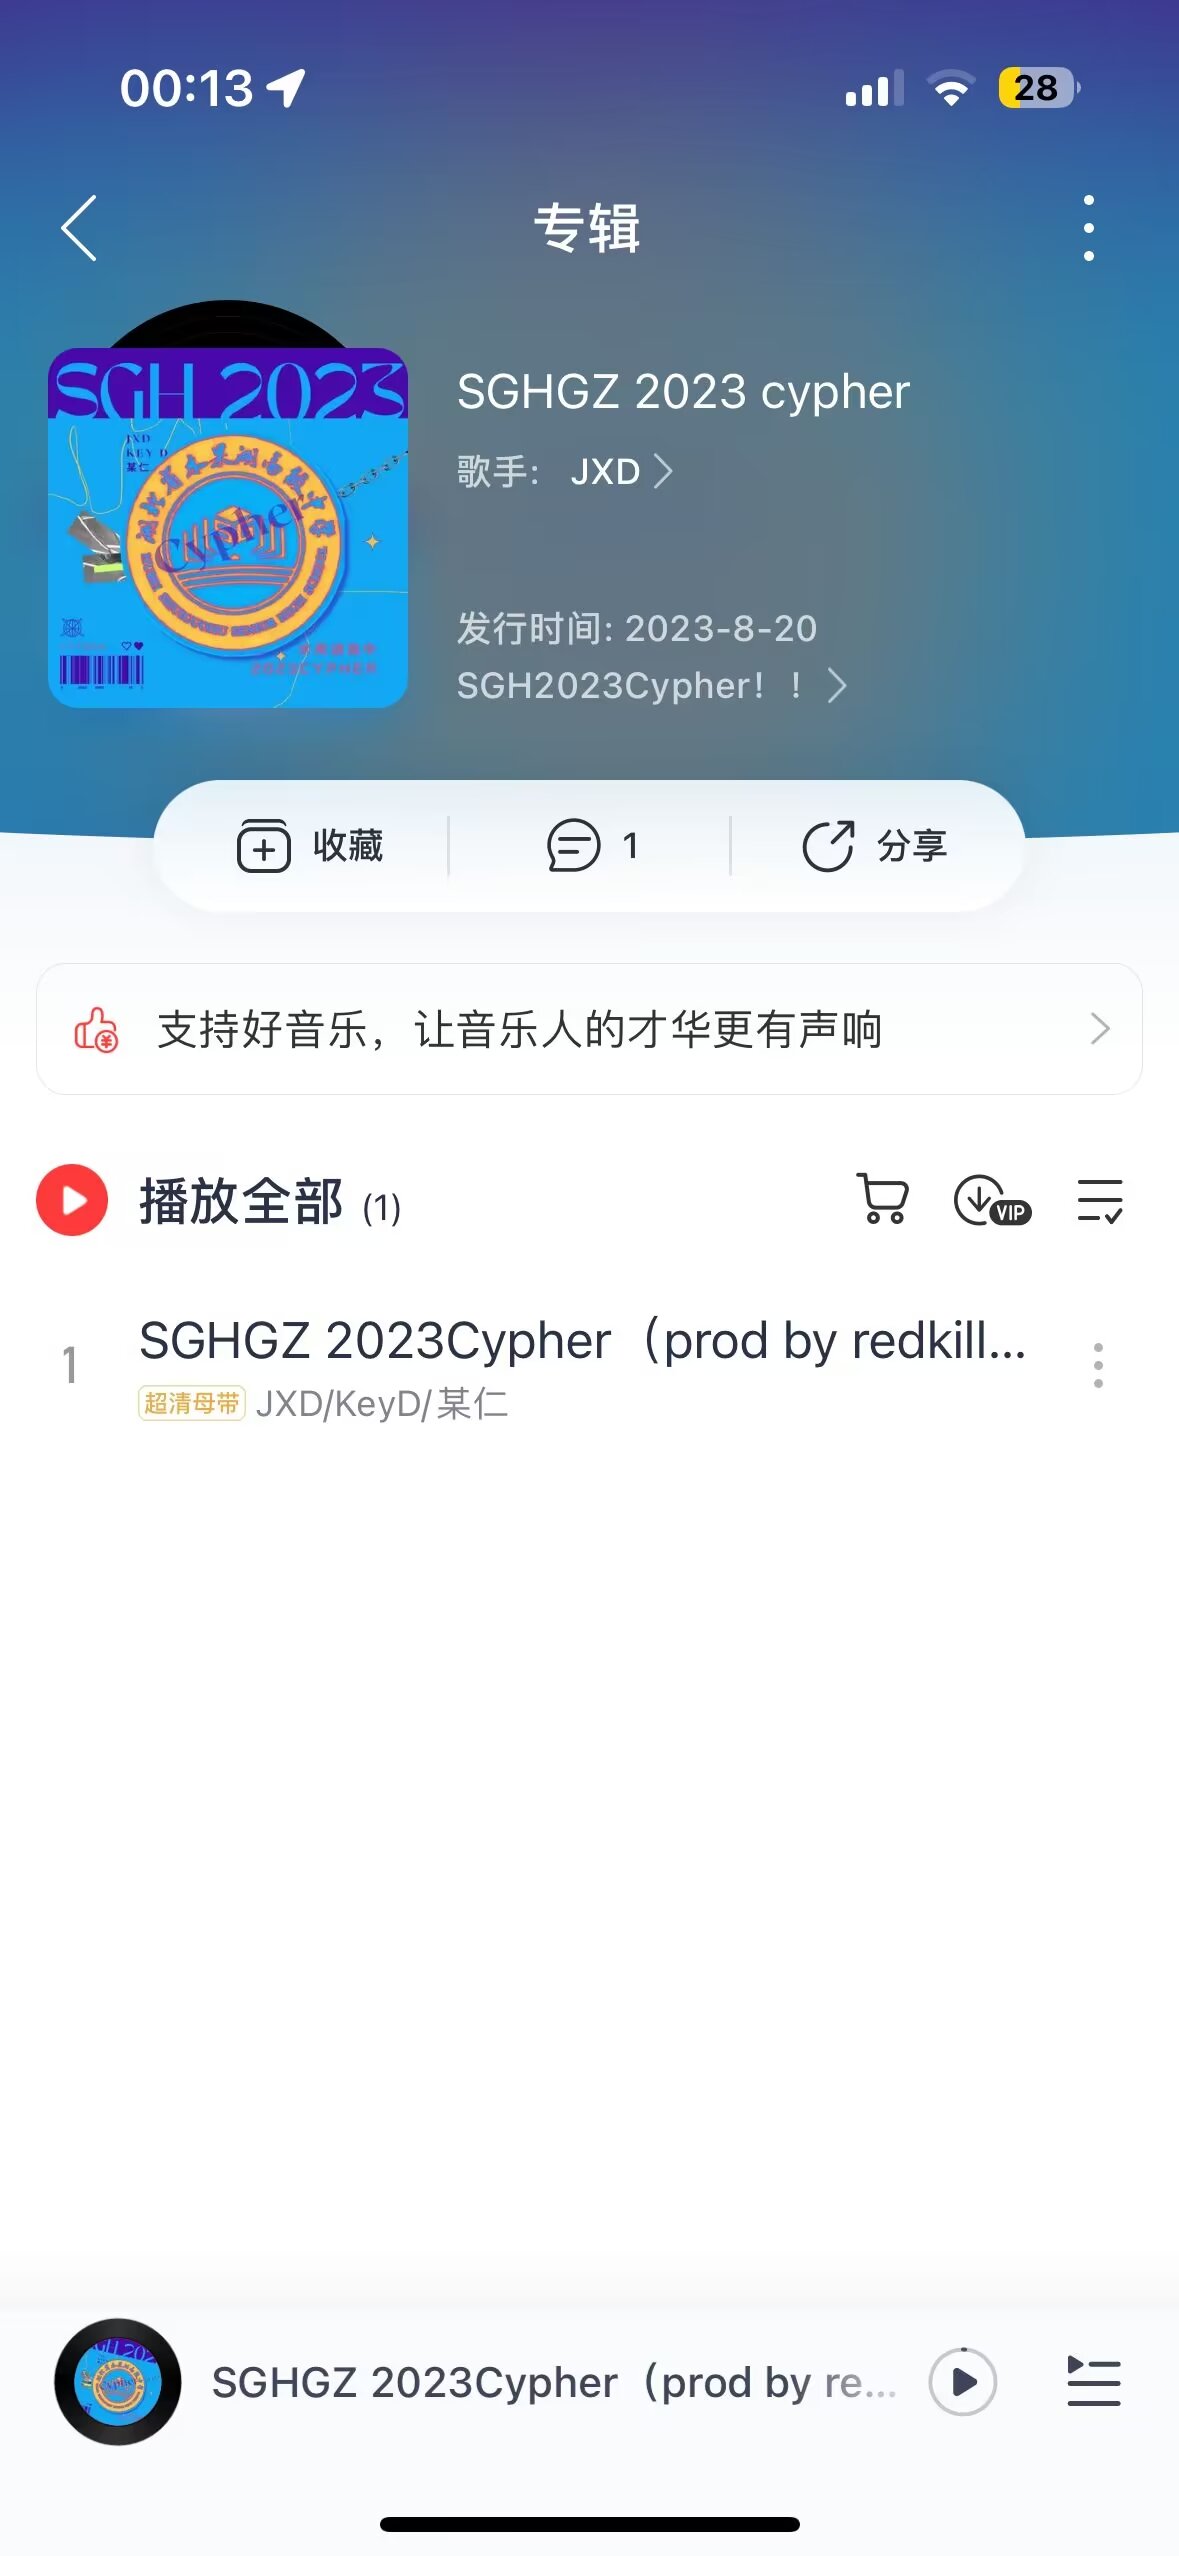 00:13
28
专辑
SGH 2023
JXD
KEY D
某仁
Cypher
2023CYPHER
SGHGZ 2023 cypher
歌手: JXD
发行时间: 2023-8-20
SGH2023Cypher！！
收藏
1
分享
支持好音乐，让音乐人的才华更有声响
播放全部 (1)
VIP
1
SGHGZ 2023Cypher（prod by redkill...
超清母带 JXD/KeyD/某仁
SGHGZ 2023Cypher（prod by re...